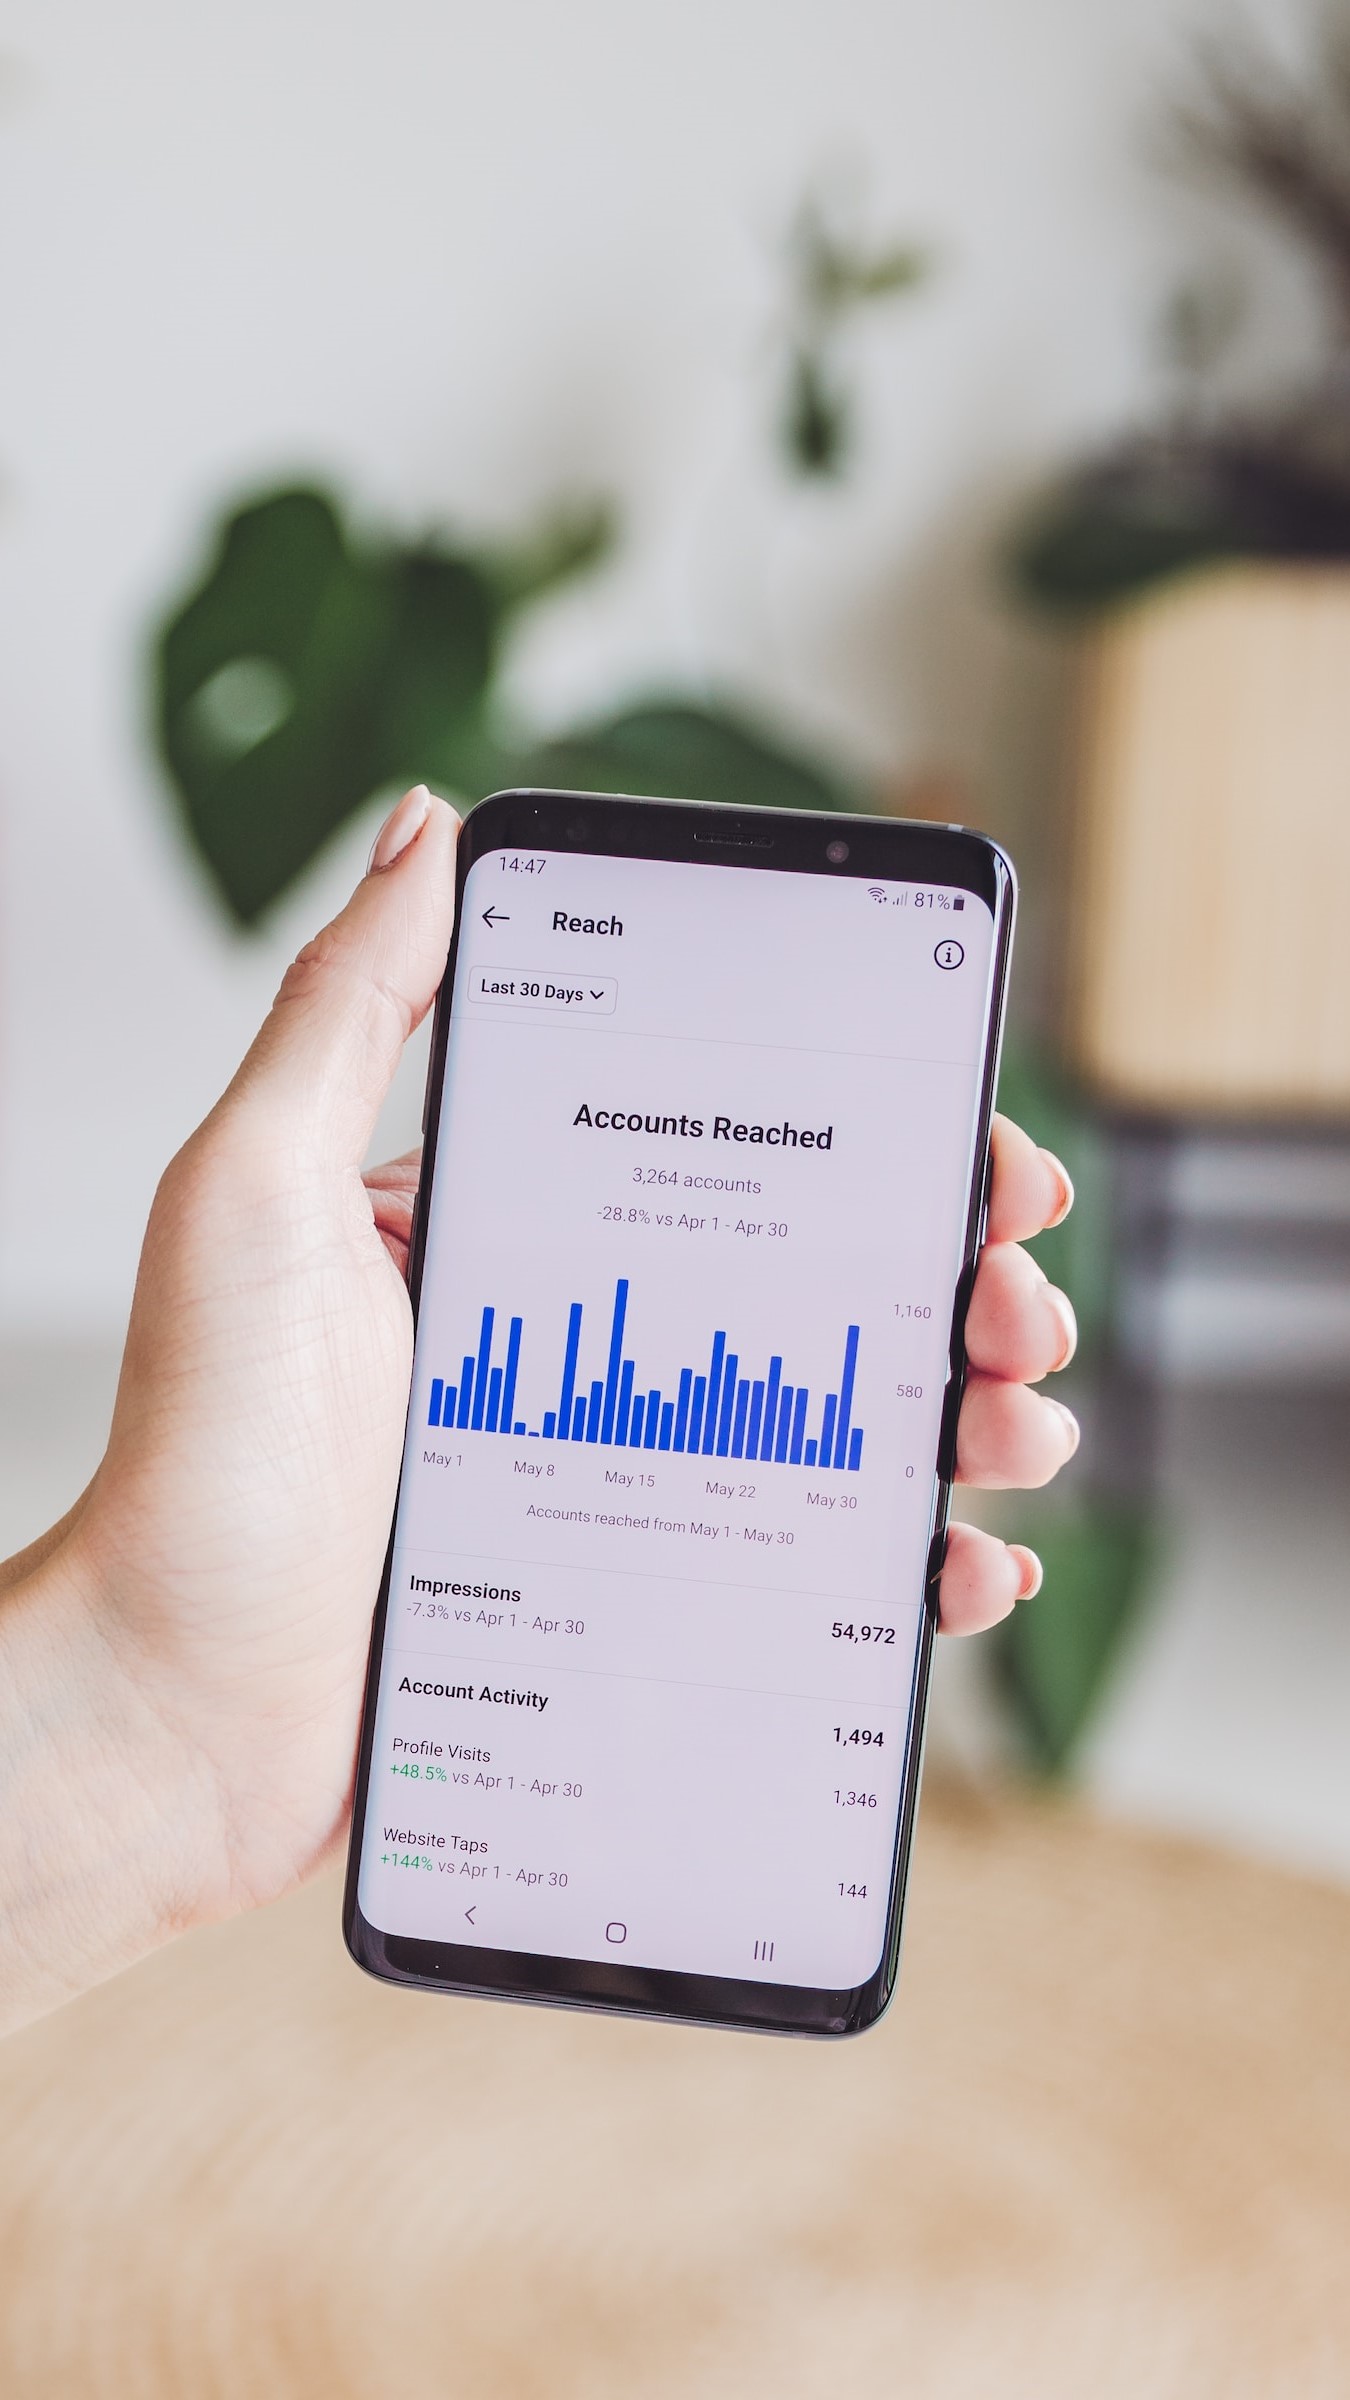 14:47
81%
Reach
Last 30 Days
Accounts Reached
3,264 accounts
-28.8% vs Apr 1 - Apr 30
1,160
580
0
May 1 May 8 May 15 May 22 May 30
Accounts reached from May 1 - May 30
Impressions
-7.3% vs Apr 1 - Apr 30
54,972
Account Activity
1,494
Profile Visits
+48.5% vs Apr 1 - Apr 30
1,346
Website Taps
+144% vs Apr 1 - Apr 30
144